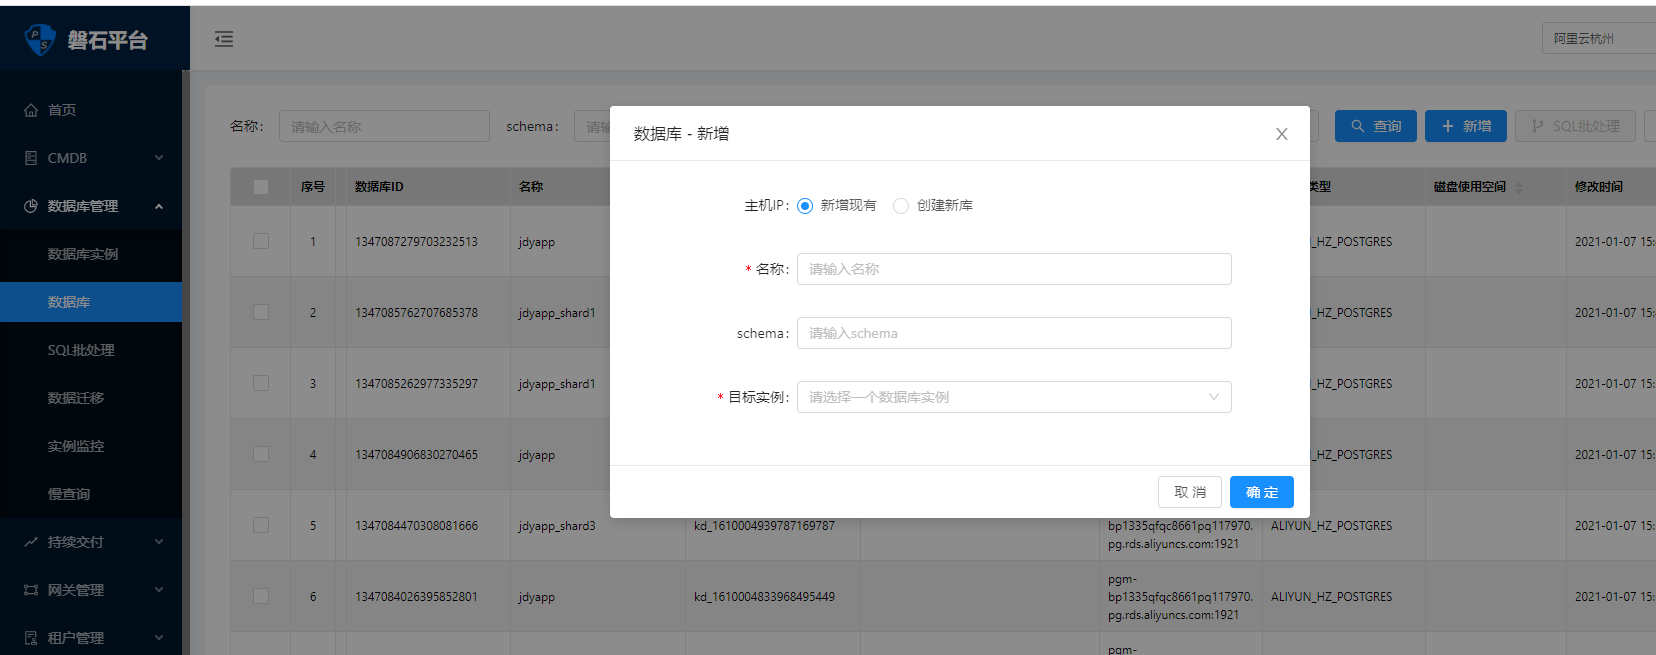 磐石平台
阿里云杭州
首页
CMDB
数据库管理
数据库实例
数据库
SQL批处理
数据迁移
实例监控
慢查询
持续交付
网关管理
租户管理
名称: 请输入名称 schema: 请输
查询 新增 SQL批处理
序号 数据库ID 名称 类型 磁盘使用空间 修改时间
1 1347087279703232513 jdyapp _HZ_POSTGRES 2021-01-07 15:
2 1347085762707685378 jdyapp_shard1 _HZ_POSTGRES 2021-01-07 15:
3 1347085262977335297 jdyapp_shard1 _HZ_POSTGRES 2021-01-07 15:
4 1347084906830270465 jdyapp _HZ_POSTGRES 2021-01-07 15:
5 1347084470308081666 jdyapp_shard3 kd_1610004939787169787 bp1335qfqc8661pq117970. ALIYUN_HZ_POSTGRES 2021-01-07 15:
pg.rds.aliyuncs.com:1921
pgm-
6 1347084026395852801 jdyapp kd_1610004833968495449 bp1335qfqc8661pq117970. ALIYUN_HZ_POSTGRES 2021-01-07 15:
pg.rds.aliyuncs.com:1921
pgm-
数据库 - 新增
主机IP: 新增现有 创建新库
* 名称: 请输入名称
schema: 请输入schema
* 目标实例: 请选择一个数据库实例
取 消 确 定